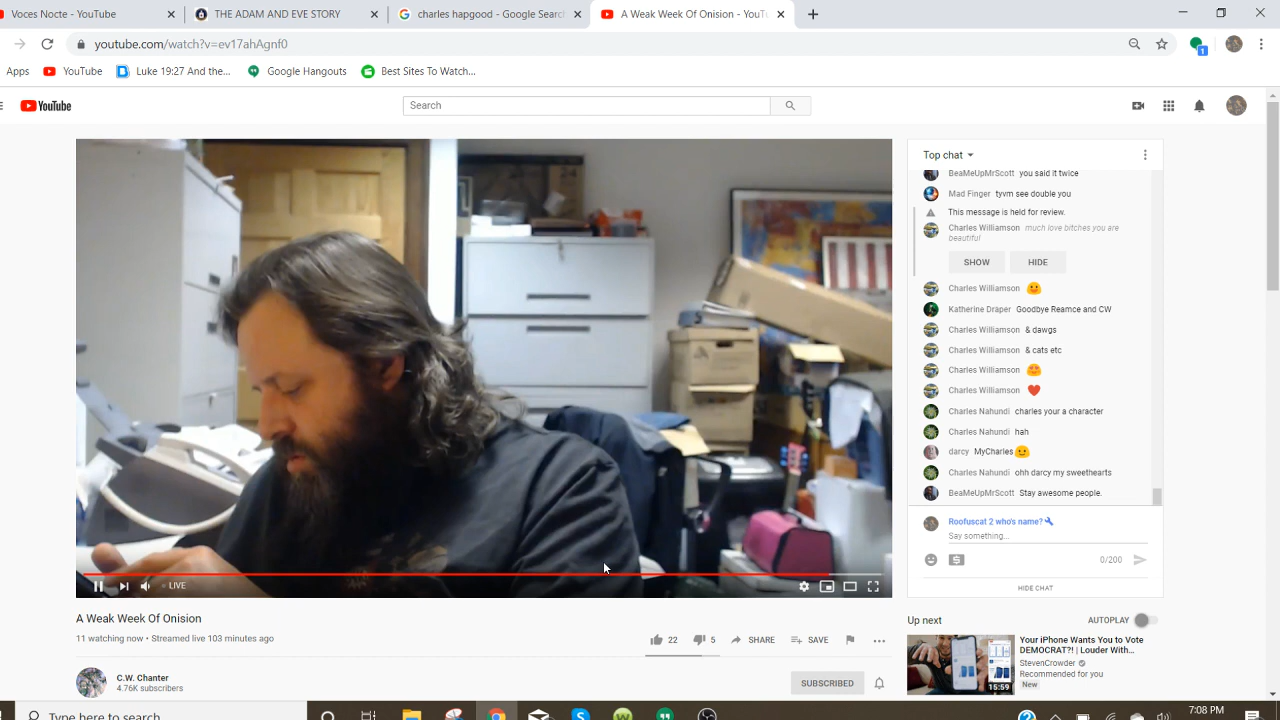 Voces Nocte - YouTube
THE ADAM AND EVE STORY
charles hapgood - Google Search
A Weak Week Of Onision - YouTu
youtube.com/watch?v=ev17ahAgnf0
1
Apps
YouTube
Luke 19:27 And the...
Google Hangouts
Best Sites To Watch...
YouTube
Search
Top chat
BeaMeUpMrScott you said it twice
Mad Finger tyvm see double you
This message is held for review.
Charles Williamson much love bitches you are
beautiful
SHOW HIDE
Charles Williamson
Katherine Draper Goodbye Reamce and CW
Charles Williamson & dawgs
Charles Williamson & cats etc
Charles Williamson
Charles Williamson
Charles Nahundi charles your a character
Charles Nahundi hah
darcy MyCharles
Charles Nahundi ohh darcy my sweethearts
BeaMeUpMrScott Stay awesome people.
Roofuscat 2 who's name?
Say something...
0/200
HIDE CHAT
LIVE
A Weak Week Of Onision
11 watching now • Streamed live 103 minutes ago
22 5 SHARE SAVE
C.W. Chanter
4.76K subscribers
SUBSCRIBED
Up next AUTOPLAY
Your iPhone Wants You to Vote
DEMOCRAT?! | Louder With...
StevenCrowder
Recommended for you
New
15:59
Type here to search
7:08 PM